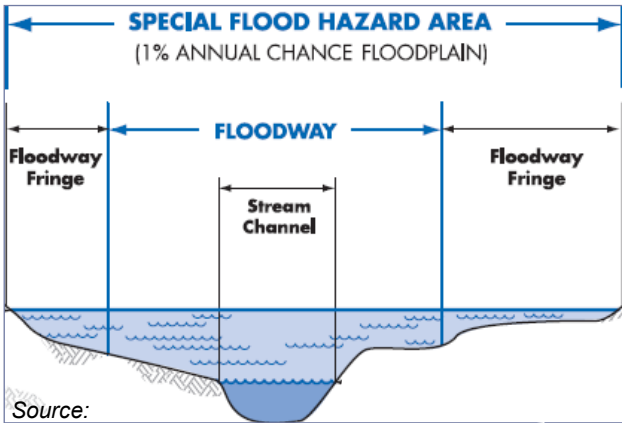 SPECIAL FLOOD HAZARD AREA
(1% ANNUAL CHANCE FLOODPLAIN)
FLOODWAY
Floodway
Fringe
Floodway
Fringe
Stream
Channel
Source: